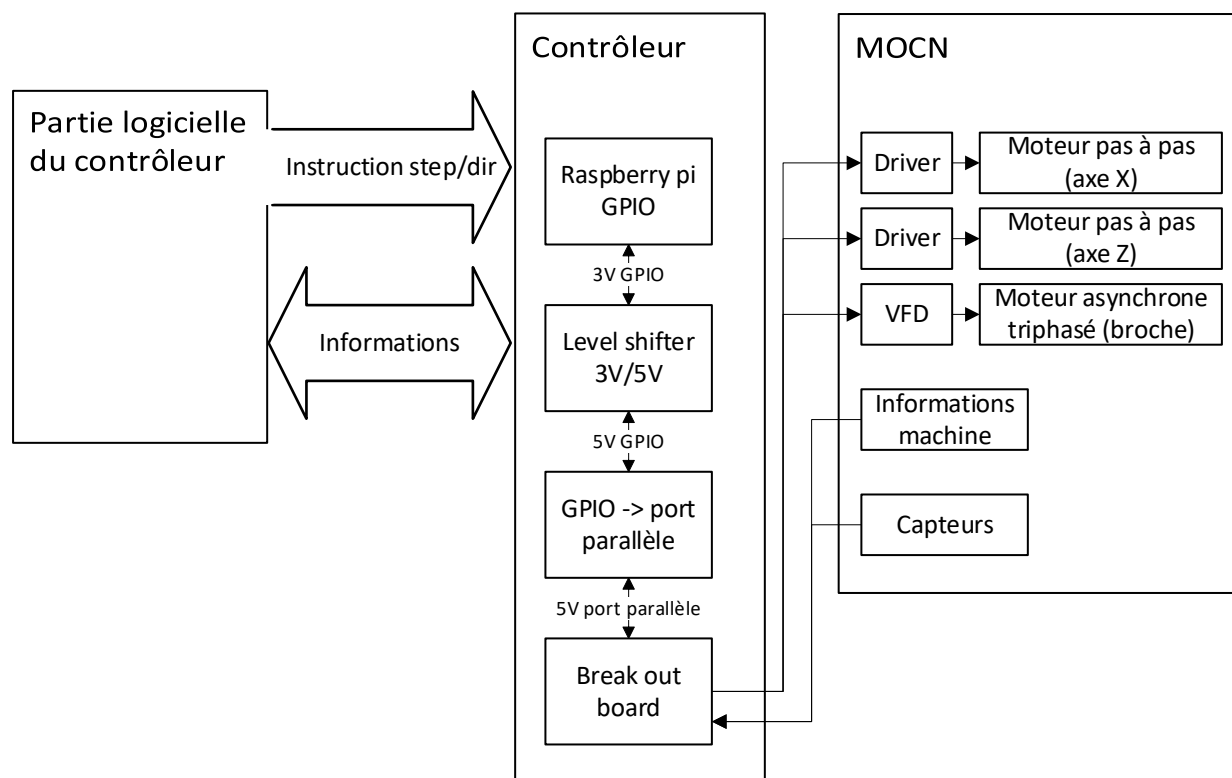 Partie logicielle
du contrôleur
Instruction step/dir
Informations
Contrôleur
Raspberry pi
GPIO
3V GPIO
Level shifter
3V/5V
5V GPIO
GPIO -> port
parallèle
5V port parallèle
Break out
board
MOCN
Driver
Moteur pas à pas
(axe X)
Driver
Moteur pas à pas
(axe Z)
VFD
Moteur asynchrone
triphasé (broche)
Informations
machine
Capteurs